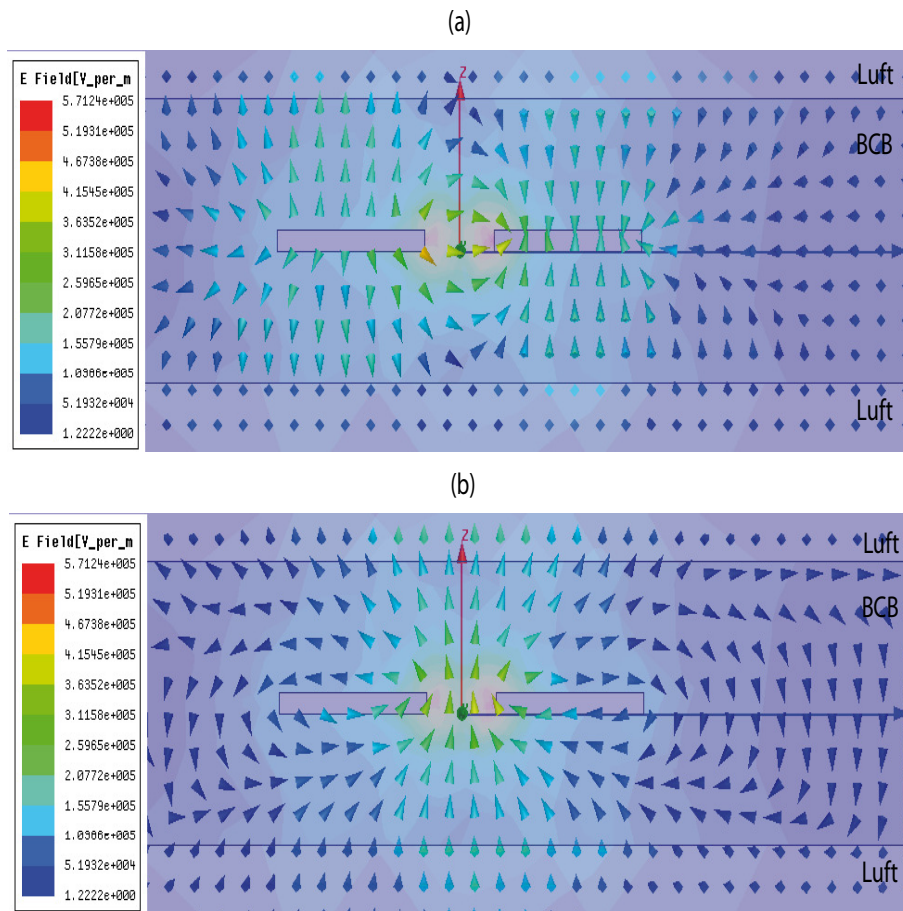 (a)
E Field[V_per_m
5.7124e+005
5.1931e+005
4.6738e+005
4.1545e+005
3.6352e+005
3.1158e+005
2.5965e+005
2.0772e+005
1.5579e+005
1.0386e+005
5.1932e+004
1.2222e+000
Z
Luft
BCB
Luft
(b)
E Field[V_per_m
5.7124e+005
5.1931e+005
4.6738e+005
4.1545e+005
3.6352e+005
3.1158e+005
2.5965e+005
2.0772e+005
1.5579e+005
1.0386e+005
5.1932e+004
1.2222e+000
Z
Luft
BCB
Luft